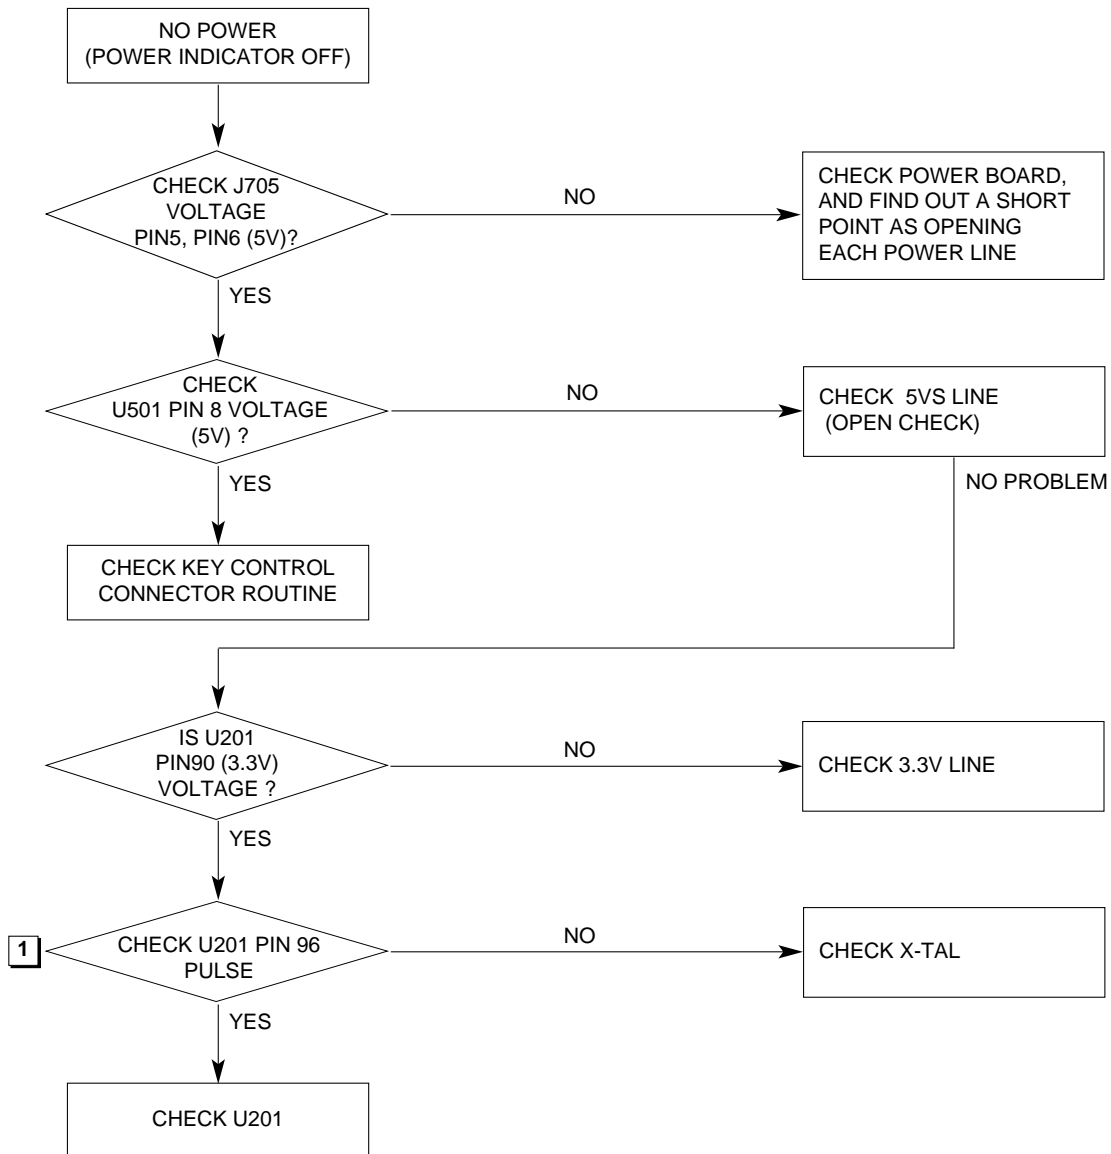 NO POWER
(POWER INDICATOR OFF)
CHECK J705
VOLTAGE
PIN5, PIN6 (5V)?
NO
CHECK POWER BOARD,
AND FIND OUT A SHORT
POINT AS OPENING
EACH POWER LINE
YES
CHECK
U501 PIN 8 VOLTAGE
(5V) ?
NO
CHECK 5VS LINE
(OPEN CHECK)
YES
NO PROBLEM
CHECK KEY CONTROL
CONNECTOR ROUTINE
IS U201
PIN90 (3.3V)
VOLTAGE ?
NO
CHECK 3.3V LINE
YES
1
CHECK U201 PIN 96
PULSE
NO
CHECK X-TAL
YES
CHECK U201